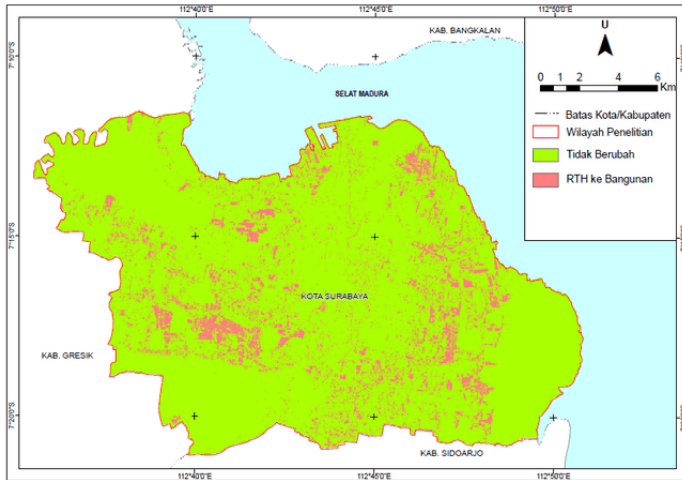 112°40'0"E 112°45'0"E 112°50'0"E
KAB. BANGKALAN
U
7°10'0"S
0 1 2 4 6
Km
SELAT MADURA
Batas Kota/Kabupaten
Wilayah Penelitian
Tidak Berubah
RTH ke Bangunan
7°15'0"S
KOTA SURABAYA
KAB. GRESIK
7°20'0"S
KAB. SIDOARJO
112°40'0"E 112°45'0"E 112°50'0"E